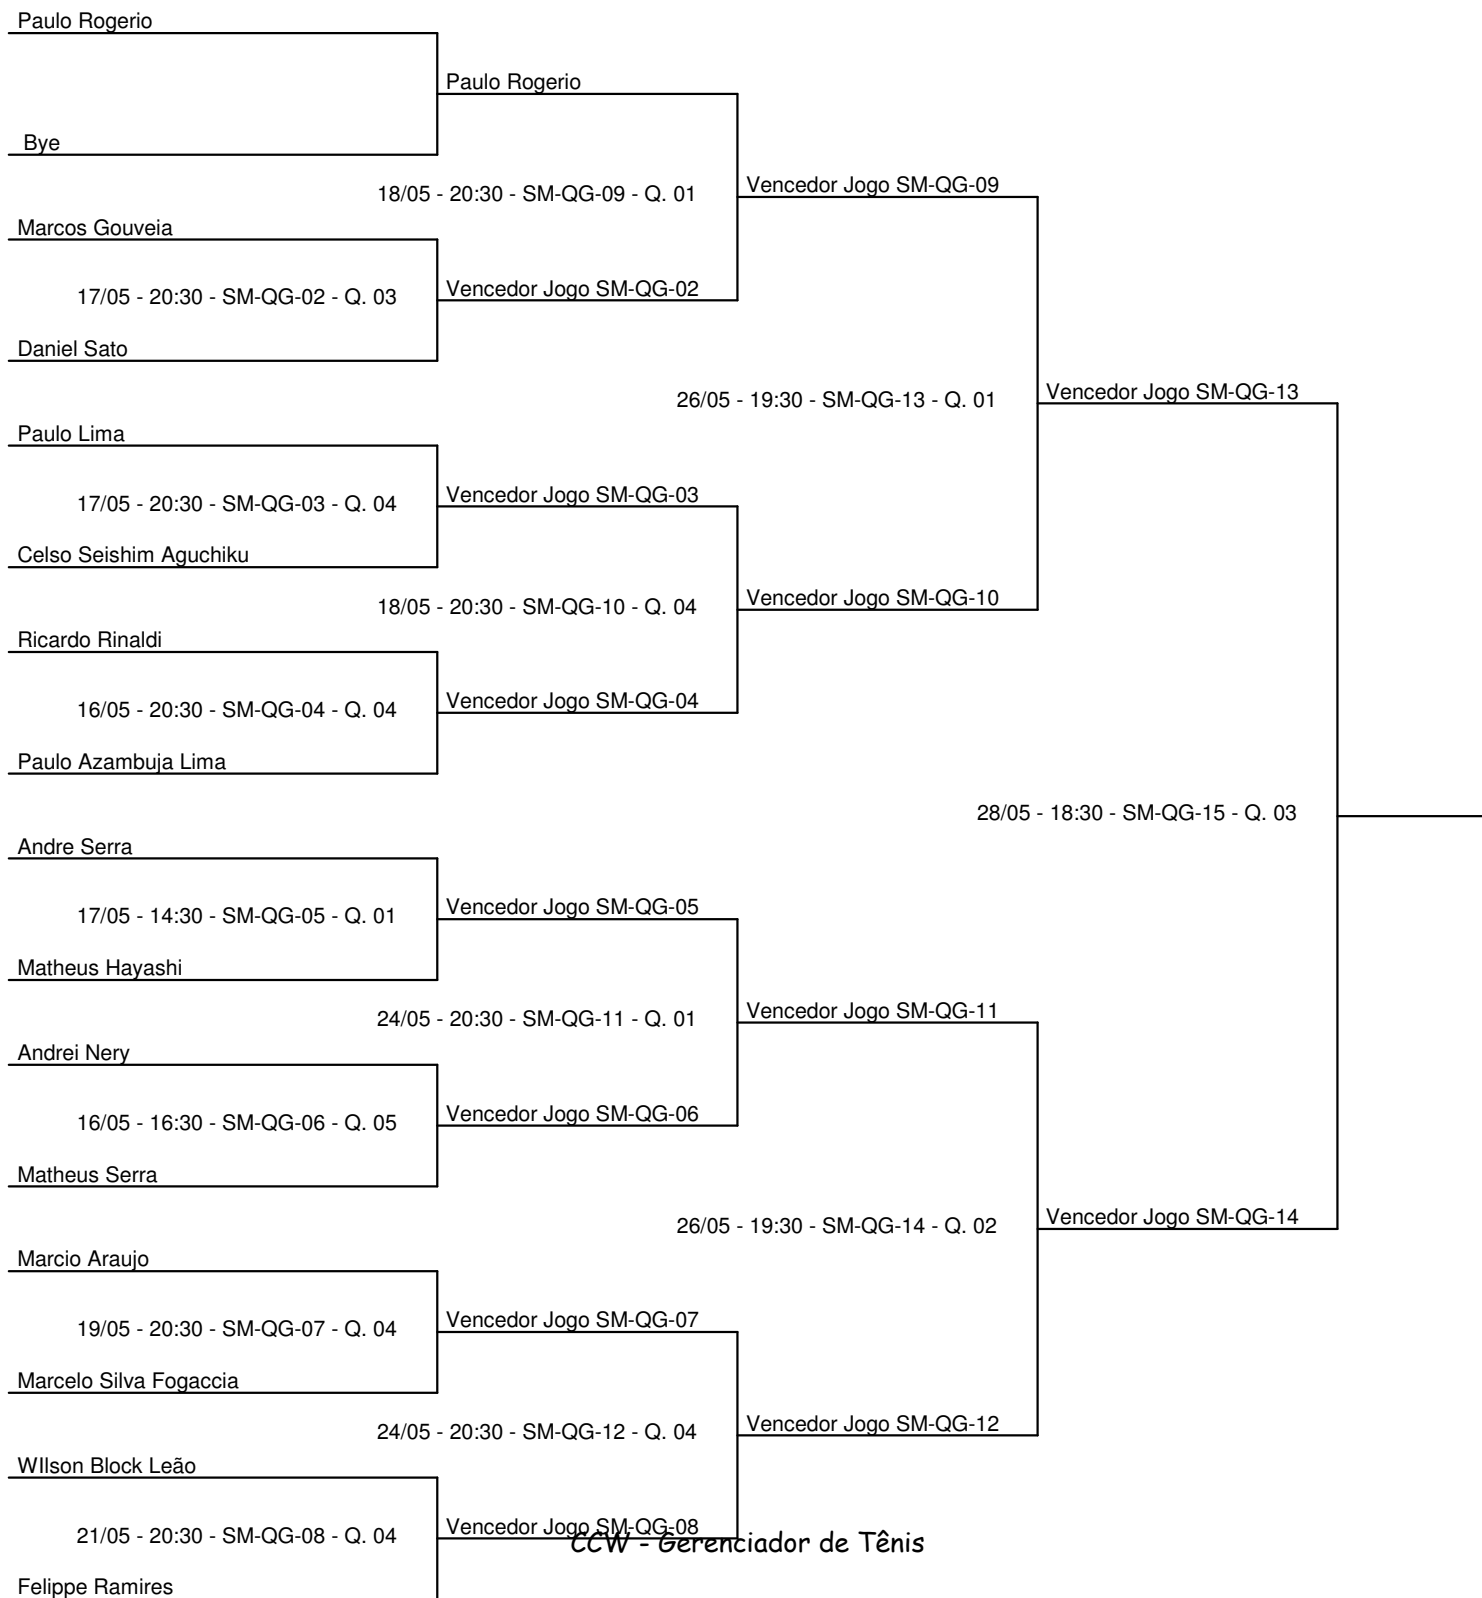 Paulo Rogerio
Paulo Rogerio
Bye
Vencedor Jogo SM-QG-09
18/05 - 20:30 - SM-QG-09 - Q. 01
Marcos Gouveia
Vencedor Jogo SM-QG-02
17/05 - 20:30 - SM-QG-02 - Q. 03
Daniel Sato
Vencedor Jogo SM-QG-13
26/05 - 19:30 - SM-QG-13 - Q. 01
Paulo Lima
Vencedor Jogo SM-QG-03
17/05 - 20:30 - SM-QG-03 - Q. 04
Celso Seishim Aguchiku
Vencedor Jogo SM-QG-10
18/05 - 20:30 - SM-QG-10 - Q. 04
Ricardo Rinaldi
Vencedor Jogo SM-QG-04
16/05 - 20:30 - SM-QG-04 - Q. 04
Paulo Azambuja Lima
28/05 - 18:30 - SM-QG-15 - Q. 03
Andre Serra
Vencedor Jogo SM-QG-05
17/05 - 14:30 - SM-QG-05 - Q. 01
Matheus Hayashi
Vencedor Jogo SM-QG-11
24/05 - 20:30 - SM-QG-11 - Q. 01
Andrei Nery
Vencedor Jogo SM-QG-06
16/05 - 16:30 - SM-QG-06 - Q. 05
Matheus Serra
Vencedor Jogo SM-QG-14
26/05 - 19:30 - SM-QG-14 - Q. 02
Marcio Araujo
Vencedor Jogo SM-QG-07
19/05 - 20:30 - SM-QG-07 - Q. 04
Marcelo Silva Fogaccia
Vencedor Jogo SM-QG-12
24/05 - 20:30 - SM-QG-12 - Q. 04
WIlson Block Leão
Vencedor Jogo SM-QG-08
21/05 - 20:30 - SM-QG-08 - Q. 04
CCW - Gerenciador de Tênis
Felippe Ramires